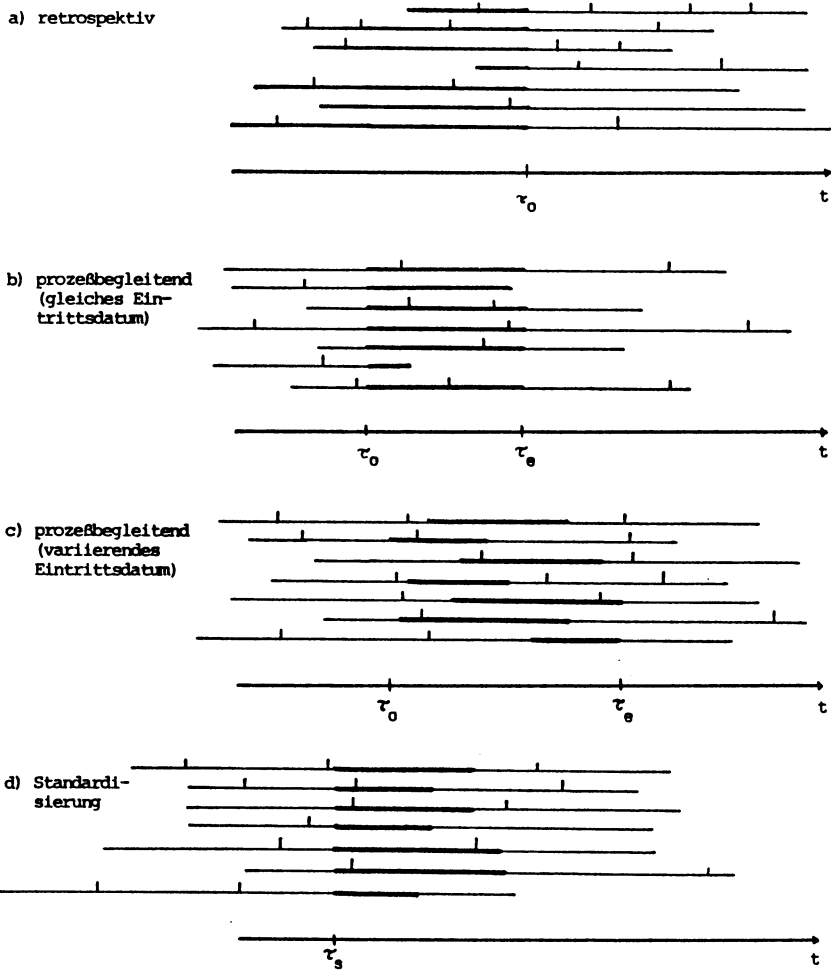 a) retrospektiv
τ₀
t
b) prozeßbegleitend
(gleiches Ein-
trittsdatum)
τ₀
τₑ
t
c) prozeßbegleitend
(variierendes
Eintrittsdatum)
τ₀
τₑ
t
d) Standardi-
sierung
τₛ
t